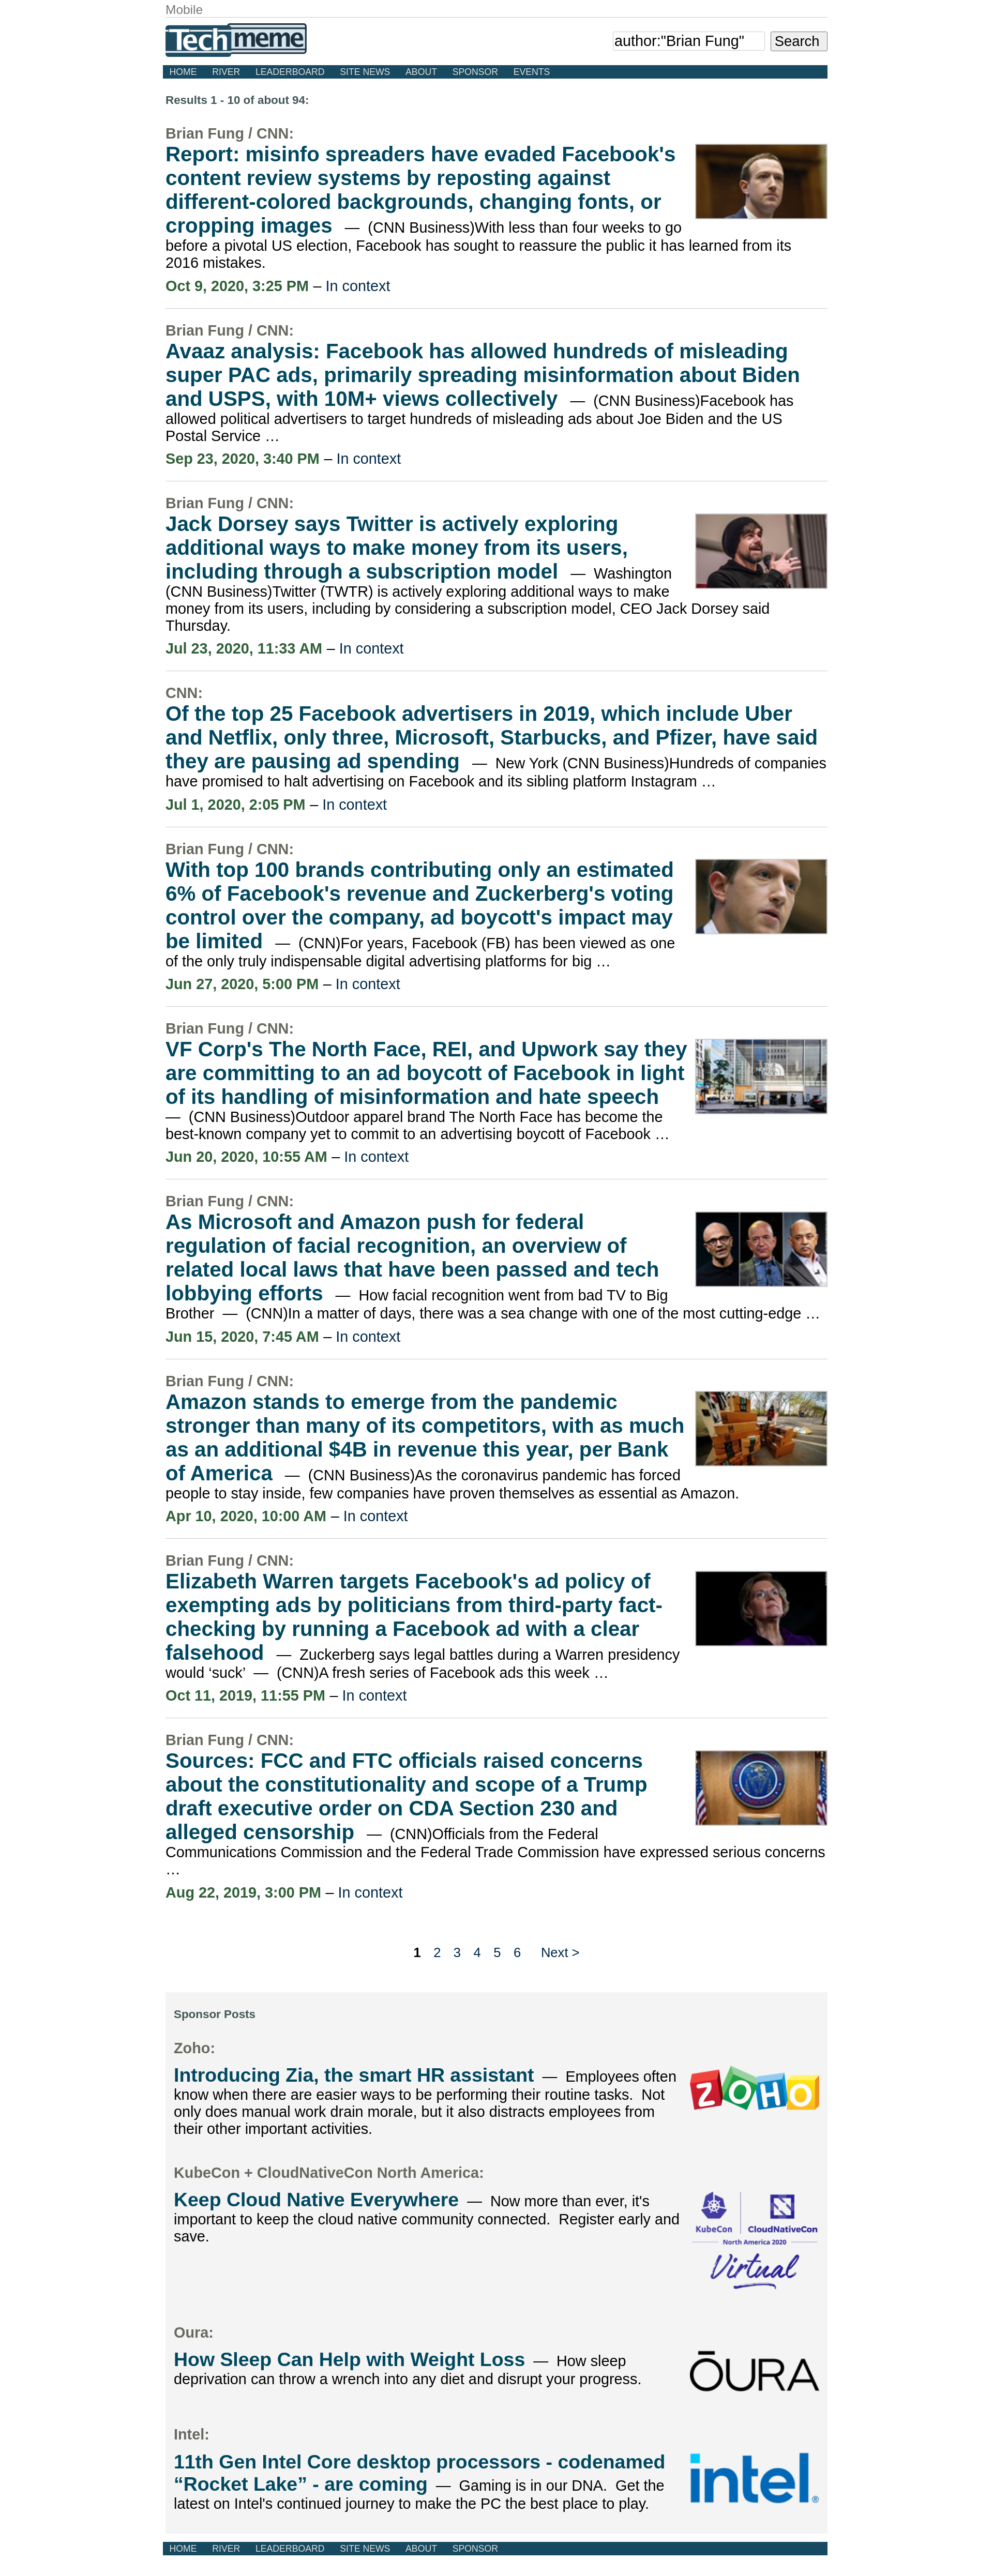 Mobile
Techmeme
author:"Brian Fung"
Search
HOME RIVER LEADERBOARD SITE NEWS ABOUT SPONSOR EVENTS
Results 1 - 10 of about 94:
Brian Fung / CNN:
Report: misinfo spreaders have evaded Facebook's
content review systems by reposting against
different-colored backgrounds, changing fonts, or
cropping images — (CNN Business)With less than four weeks to go
before a pivotal US election, Facebook has sought to reassure the public it has learned from its
2016 mistakes.
Oct 9, 2020, 3:25 PM – In context
Brian Fung / CNN:
Avaaz analysis: Facebook has allowed hundreds of misleading
super PAC ads, primarily spreading misinformation about Biden
and USPS, with 10M+ views collectively — (CNN Business)Facebook has
allowed political advertisers to target hundreds of misleading ads about Joe Biden and the US
Postal Service …
Sep 23, 2020, 3:40 PM – In context
Brian Fung / CNN:
Jack Dorsey says Twitter is actively exploring
additional ways to make money from its users,
including through a subscription model — Washington
(CNN Business)Twitter (TWTR) is actively exploring additional ways to make
money from its users, including by considering a subscription model, CEO Jack Dorsey said
Thursday.
Jul 23, 2020, 11:33 AM – In context
CNN:
Of the top 25 Facebook advertisers in 2019, which include Uber
and Netflix, only three, Microsoft, Starbucks, and Pfizer, have said
they are pausing ad spending — New York (CNN Business)Hundreds of companies
have promised to halt advertising on Facebook and its sibling platform Instagram …
Jul 1, 2020, 2:05 PM – In context
Brian Fung / CNN:
With top 100 brands contributing only an estimated
6% of Facebook's revenue and Zuckerberg's voting
control over the company, ad boycott's impact may
be limited — (CNN)For years, Facebook (FB) has been viewed as one
of the only truly indispensable digital advertising platforms for big …
Jun 27, 2020, 5:00 PM – In context
Brian Fung / CNN:
VF Corp's The North Face, REI, and Upwork say they
are committing to an ad boycott of Facebook in light
of its handling of misinformation and hate speech
— (CNN Business)Outdoor apparel brand The North Face has become the
best-known company yet to commit to an advertising boycott of Facebook …
Jun 20, 2020, 10:55 AM – In context
Brian Fung / CNN:
As Microsoft and Amazon push for federal
regulation of facial recognition, an overview of
related local laws that have been passed and tech
lobbying efforts — How facial recognition went from bad TV to Big
Brother — (CNN)In a matter of days, there was a sea change with one of the most cutting-edge …
Jun 15, 2020, 7:45 AM – In context
Brian Fung / CNN:
Amazon stands to emerge from the pandemic
stronger than many of its competitors, with as much
as an additional $4B in revenue this year, per Bank
of America — (CNN Business)As the coronavirus pandemic has forced
people to stay inside, few companies have proven themselves as essential as Amazon.
Apr 10, 2020, 10:00 AM – In context
Brian Fung / CNN:
Elizabeth Warren targets Facebook's ad policy of
exempting ads by politicians from third-party fact-
checking by running a Facebook ad with a clear
falsehood — Zuckerberg says legal battles during a Warren presidency
would ‘suck’ — (CNN)A fresh series of Facebook ads this week …
Oct 11, 2019, 11:55 PM – In context
Brian Fung / CNN:
Sources: FCC and FTC officials raised concerns
about the constitutionality and scope of a Trump
draft executive order on CDA Section 230 and
alleged censorship — (CNN)Officials from the Federal
Communications Commission and the Federal Trade Commission have expressed serious concerns
…
Aug 22, 2019, 3:00 PM – In context
1 2 3 4 5 6 Next >
Sponsor Posts
Zoho:
Introducing Zia, the smart HR assistant — Employees often
know when there are easier ways to be performing their routine tasks. Not
only does manual work drain morale, but it also distracts employees from
their other important activities.
ZOHO
KubeCon + CloudNativeCon North America:
Keep Cloud Native Everywhere — Now more than ever, it's
important to keep the cloud native community connected. Register early and
save.
KubeCon CloudNativeCon
North America 2020
Virtual
Oura:
How Sleep Can Help with Weight Loss — How sleep
deprivation can throw a wrench into any diet and disrupt your progress.
ŌURA
Intel:
11th Gen Intel Core desktop processors - codenamed
“Rocket Lake” - are coming — Gaming is in our DNA. Get the
latest on Intel's continued journey to make the PC the best place to play.
intel®
HOME RIVER LEADERBOARD SITE NEWS ABOUT SPONSOR